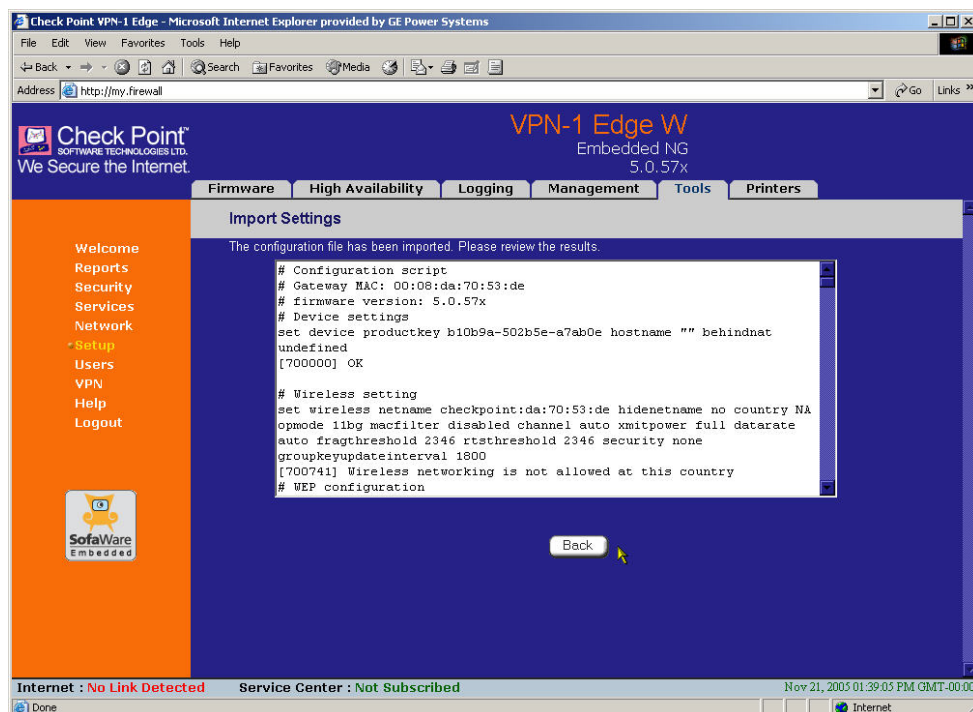 Check Point VPN-1 Edge - Microsoft Internet Explorer provided by GE Power Systems
File Edit View Favorites Tools Help
Back Search Favorites Media
Address http://my.firewall Go Links »
Check Point™
SOFTWARE TECHNOLOGIES LTD.
We Secure the Internet.
VPN-1 Edge W
Embedded NG
5.0.57x
Firmware High Availability Logging Management Tools Printers
Import Settings
The configuration file has been imported. Please review the results.
Welcome
Reports
Security
Services
Network
Setup
Users
VPN
Help
Logout
# Configuration script
# Gateway MAC: 00:08:da:70:53:de
# firmware version: 5.0.57x
# Device settings
set device productkey b10b9a-502b5e-a7ab0e hostname "" behindnat
undefined
[700000] OK
# Wireless setting
set wireless netname checkpoint:da:70:53:de hidenetname no country NA
opmode 11bg macfilter disabled channel auto xmitpower full datarate
auto fragthreshold 2346 rtsthreshold 2346 security none
groupkeyupdateinterval 1800
[700741] Wireless networking is not allowed at this country
# WEP configuration
SofaWare
Embedded
Back
Internet : No Link Detected Service Center : Not Subscribed Nov 21, 2005 01:39:05 PM GMT-00:00
Done Internet